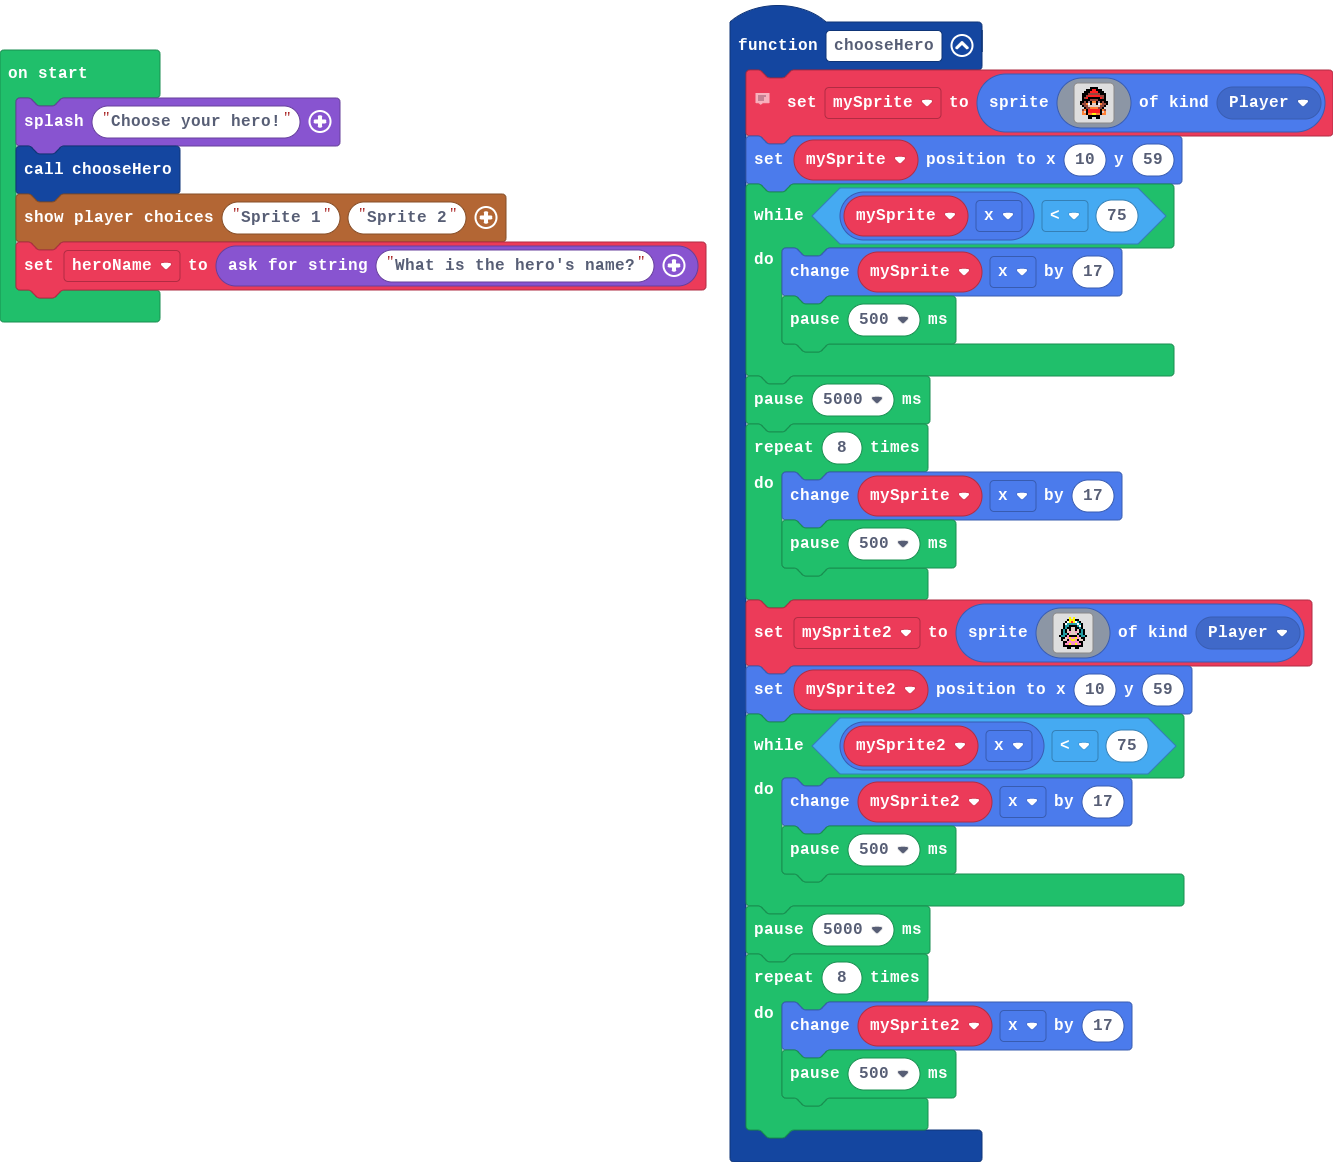 on start
splash "Choose your hero!"
call chooseHero
show player choices "Sprite 1" "Sprite 2"
set heroName to ask for string "What is the hero's name?"
function chooseHero
set mySprite to sprite of kind Player
set mySprite position to x 10 y 59
while mySprite x < 75
do change mySprite x by 17
pause 500 ms
pause 5000 ms
repeat 8 times
do change mySprite x by 17
pause 500 ms
set mySprite2 to sprite of kind Player
set mySprite2 position to x 10 y 59
while mySprite2 x < 75
do change mySprite2 x by 17
pause 500 ms
pause 5000 ms
repeat 8 times
do change mySprite2 x by 17
pause 500 ms